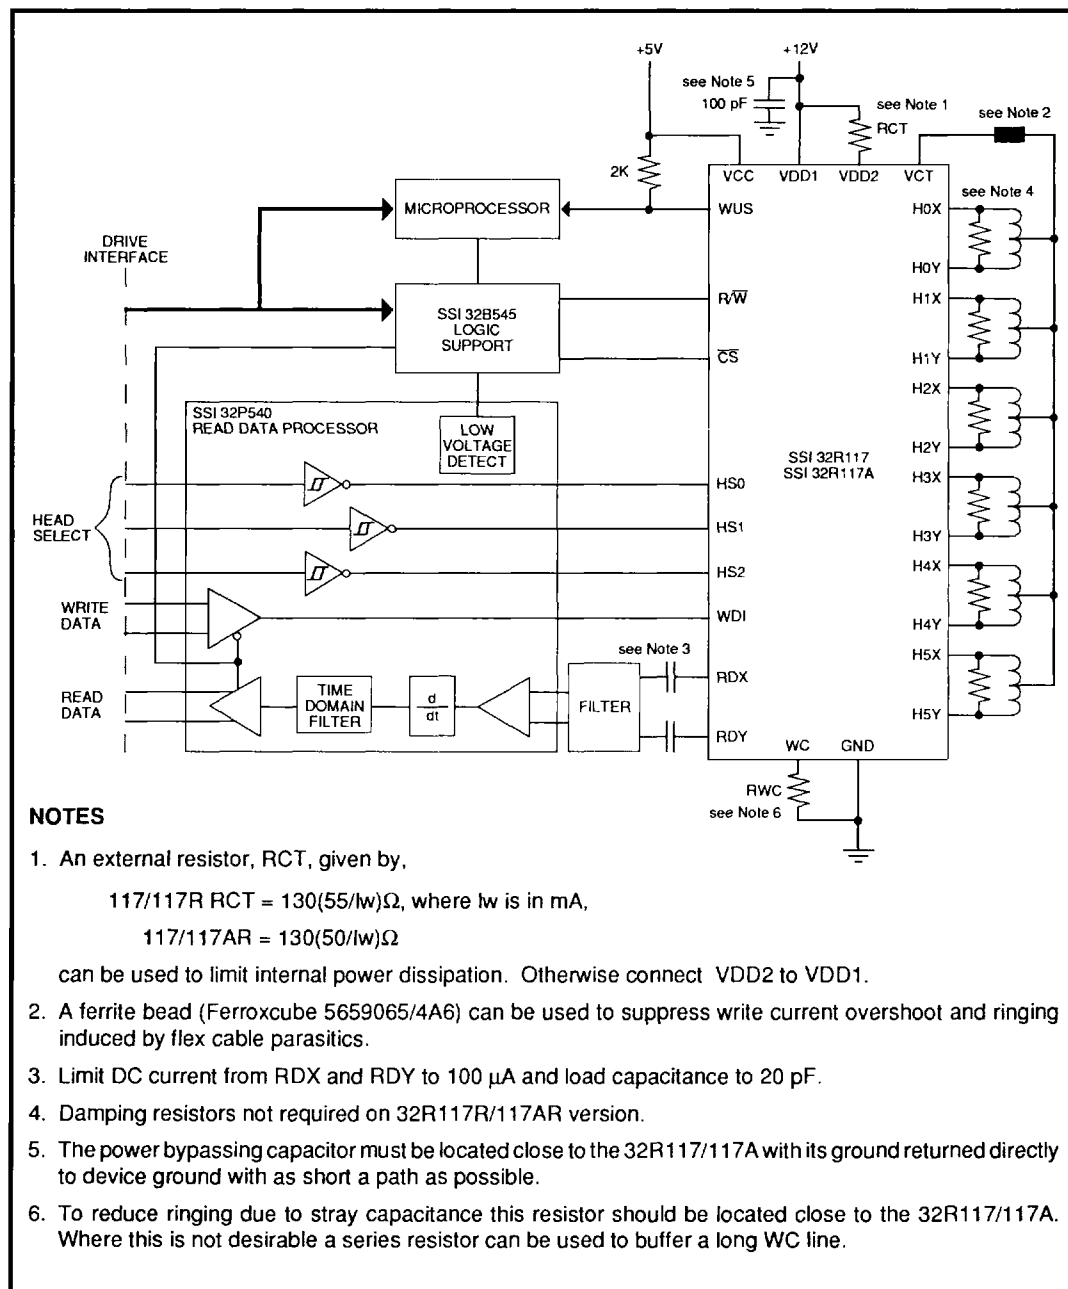 +5V
+12V
see Note 5
100 pF
see Note 1
RCT
see Note 2
2K
VCC
VDD1
VDD2
VCT
MICROPROCESSOR
WUS
H0X
see Note 4
DRIVE
INTERFACE
H0Y
SSI 32B545
LOGIC
SUPPORT
R/W̅
H1X
C̅S̅
H1Y
SSI 32P540
READ DATA PROCESSOR
LOW
VOLTAGE
DETECT
H2X
H2Y
SSI 32R117
SSI 32R117A
HEAD
SELECT
HS0
H3X
HS1
H3Y
HS2
H4X
WRITE
DATA
WDI
H4Y
see Note 3
H5X
READ
DATA
TIME
DOMAIN
FILTER
d
dt
FILTER
RDX
RDY
H5Y
WC
GND
RWC
see Note 6
NOTES
1. An external resistor, RCT, given by,
117/117R RCT = 130(55/Iw)Ω, where Iw is in mA,
117/117AR = 130(50/Iw)Ω
can be used to limit internal power dissipation. Otherwise connect VDD2 to VDD1.
2. A ferrite bead (Ferroxcube 5659065/4A6) can be used to suppress write current overshoot and ringing
induced by flex cable parasitics.
3. Limit DC current from RDX and RDY to 100 µA and load capacitance to 20 pF.
4. Damping resistors not required on 32R117R/117AR version.
5. The power bypassing capacitor must be located close to the 32R117/117A with its ground returned directly
to device ground with as short a path as possible.
6. To reduce ringing due to stray capacitance this resistor should be located close to the 32R117/117A.
Where this is not desirable a series resistor can be used to buffer a long WC line.